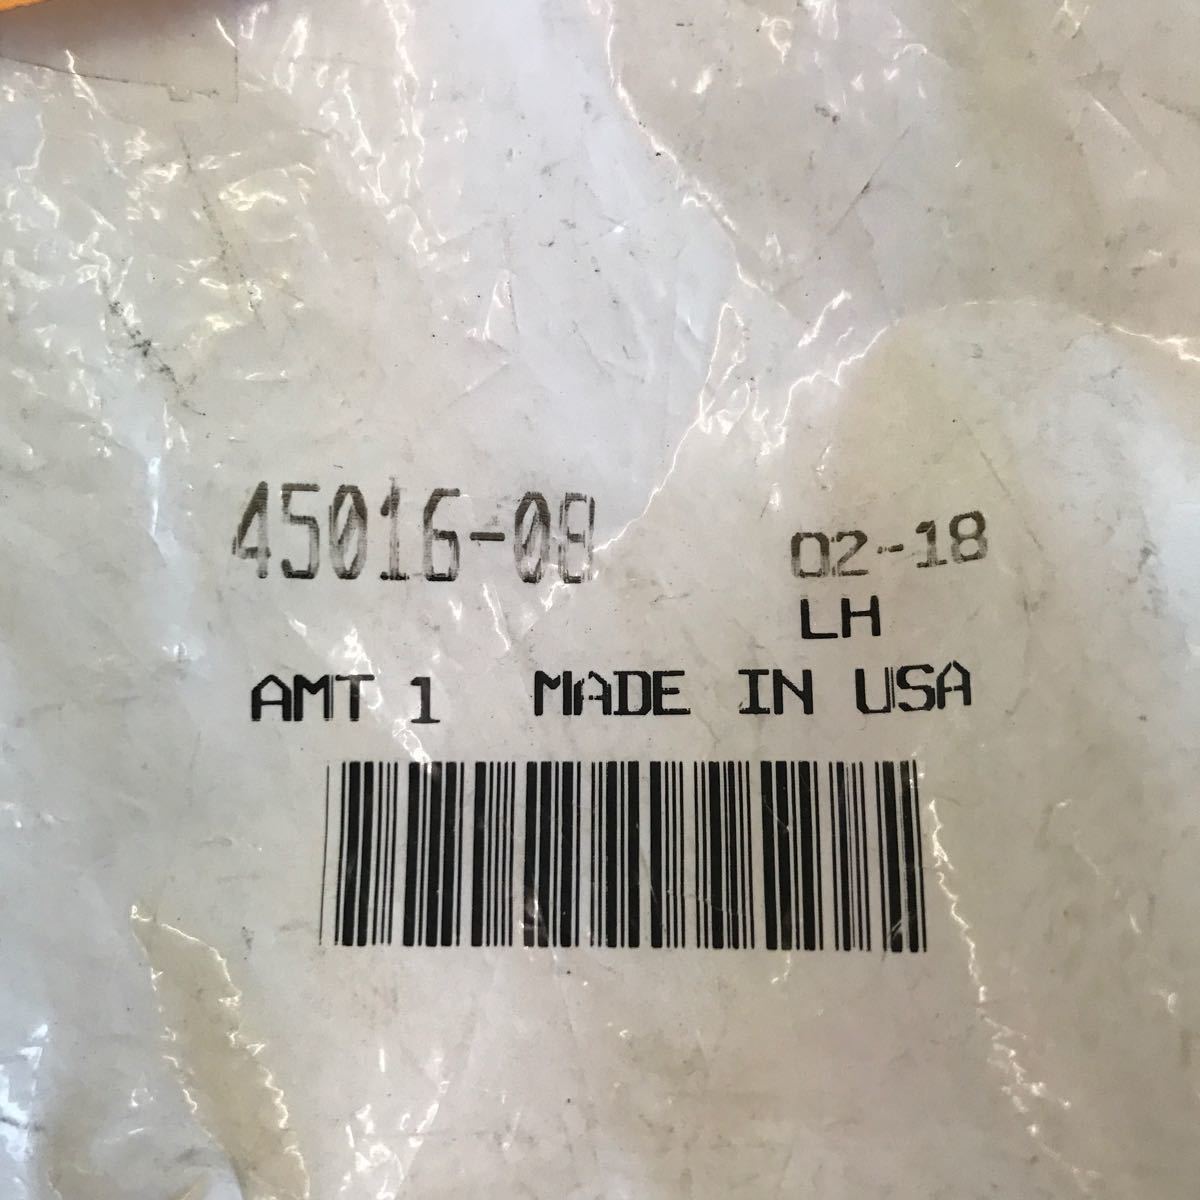 45016-08 02-18
LH
AMT 1 MADE IN USA